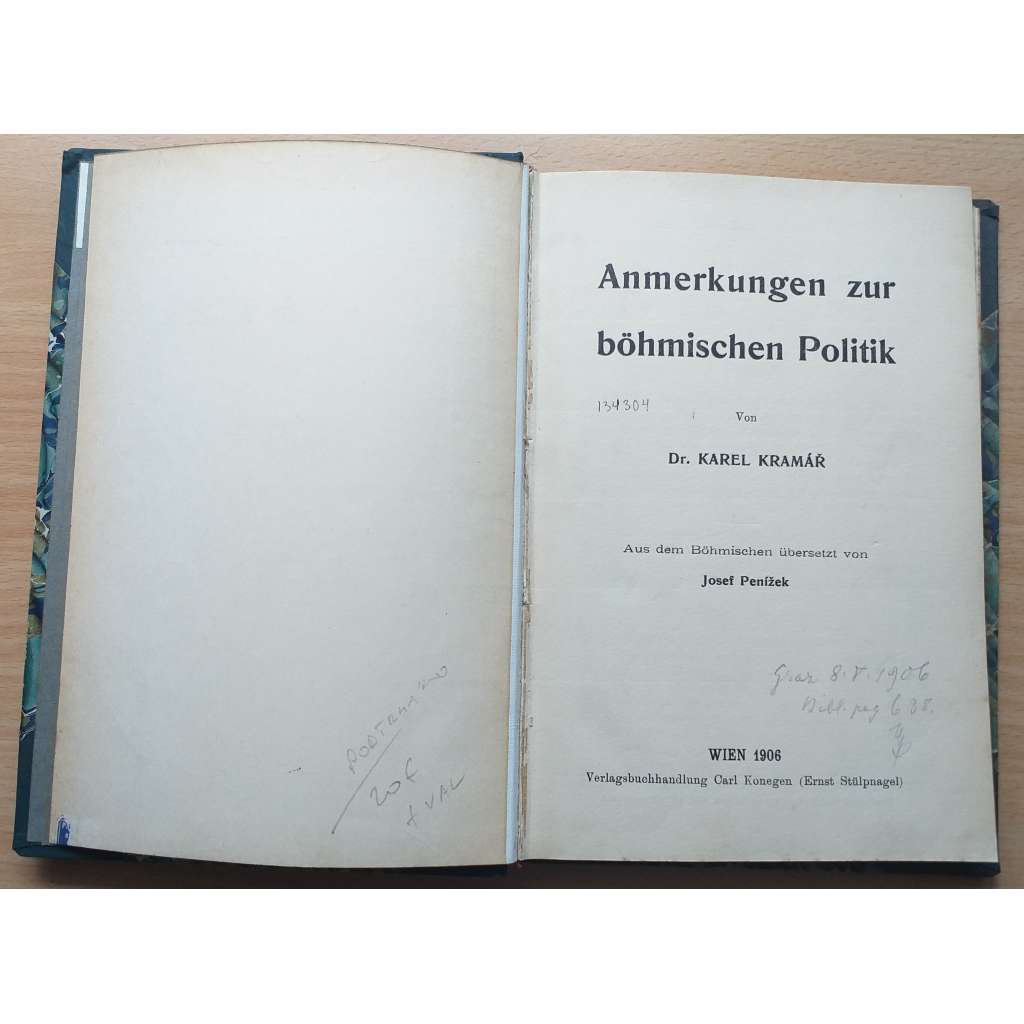 Anmerkungen zur
böhmischen Politik
134304
Von
Dr. KAREL KRAMÁŘ
Aus dem Böhmischen übersetzt von
Josef Penížek
8. V. 1906
WIEN 1906
Verlagsbuchhandlung Carl Konegen (Ernst Stülpnagel)